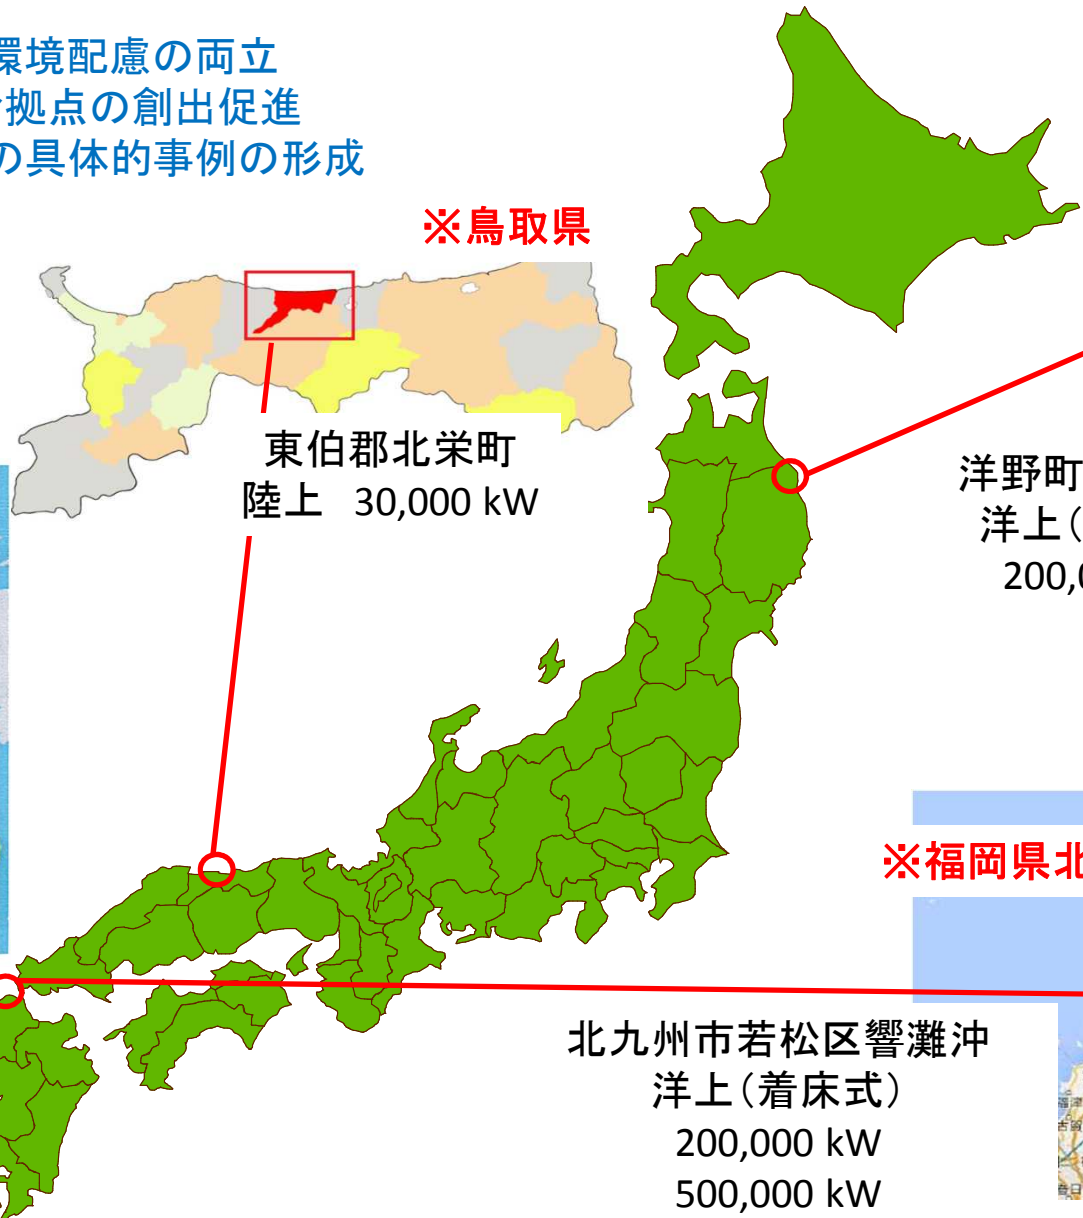 環境配慮の両立
拠点の創出促進
の具体的事例の形成
※鳥取県
東伯郡北栄町
陸上 30,000 kW
洋野町
洋上(
200,0
※福岡県北
北九州市若松区響灘沖
洋上(着床式)
200,000 kW
500,000 kW